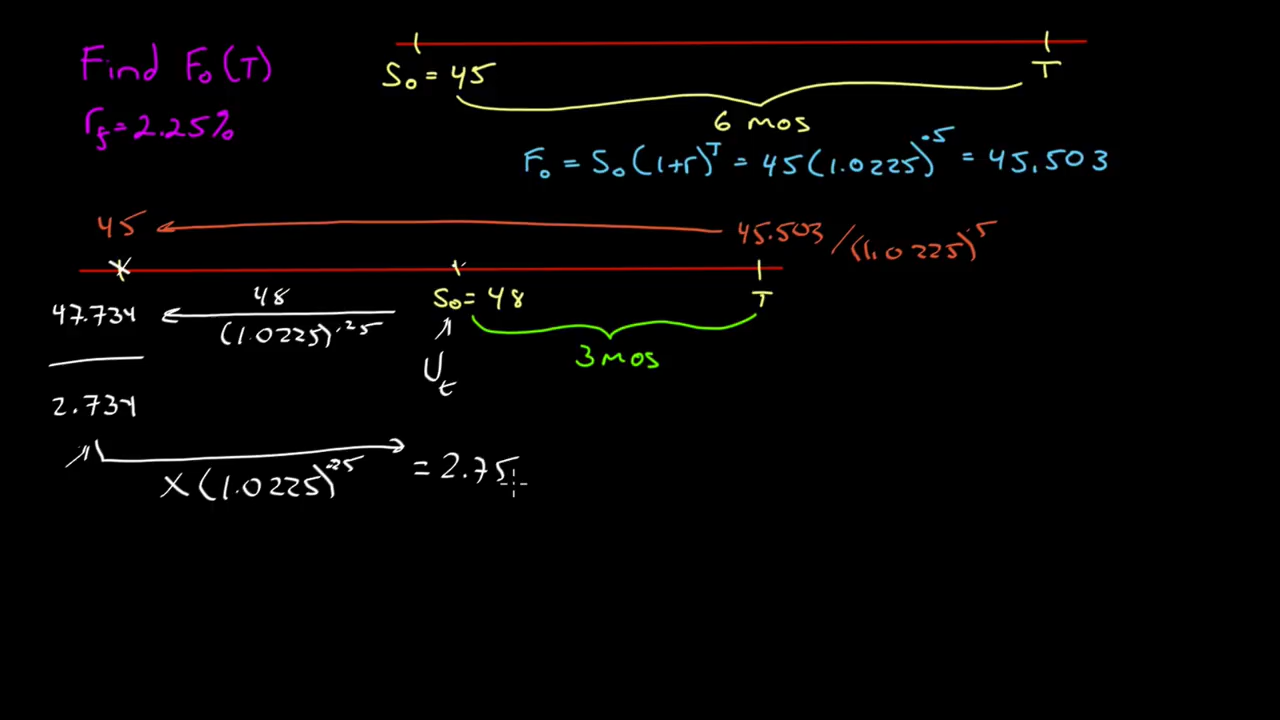 Find F₀(T)
r_f = 2.25%
S₀ = 45
T
6 mos
F₀ = S₀(1+r)^T = 45(1.0225)^.5 = 45.503
45
45.503/(1.0225)^.5
47.734
48
(1.0225)^.25
S₀ = 48
T
3 mos
U_t
2.734
X(1.0225)^.25 = 2.75